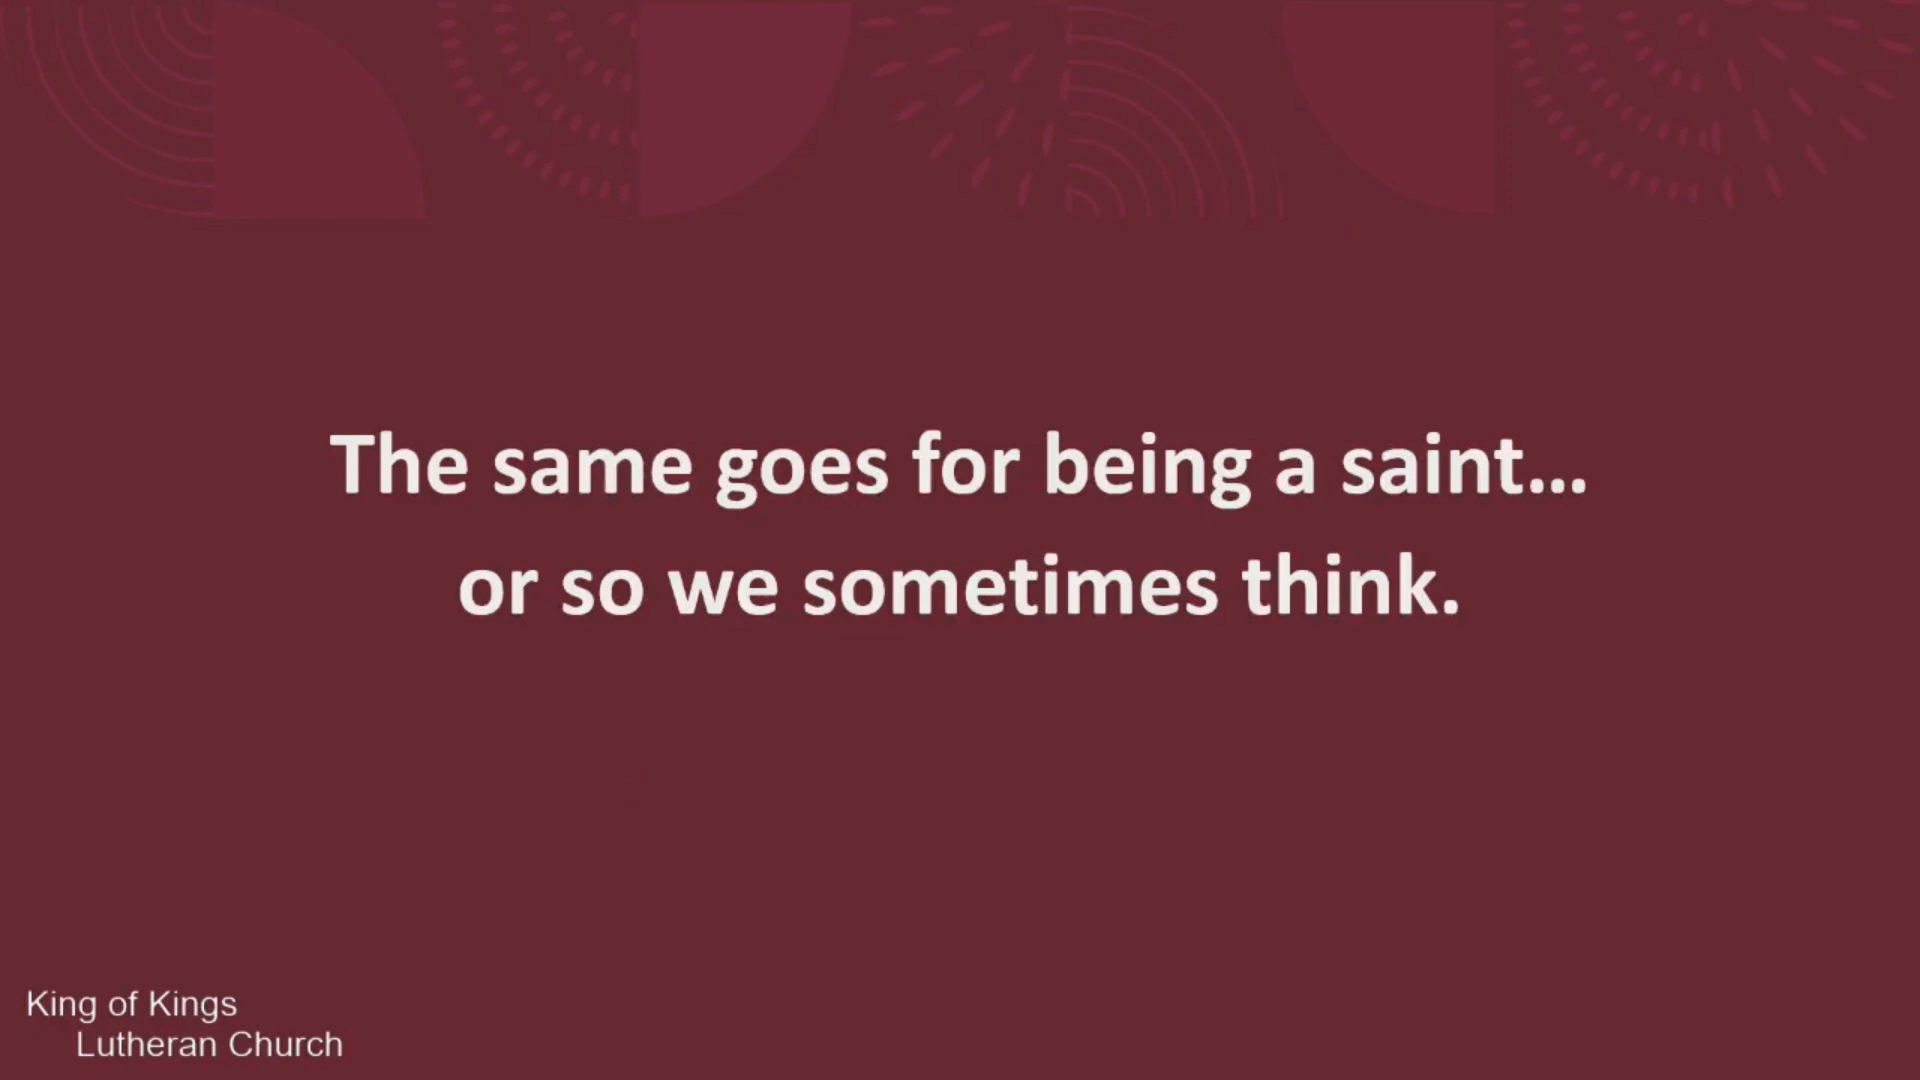 The same goes for being a saint...
or so we sometimes think.
King of Kings
Lutheran Church